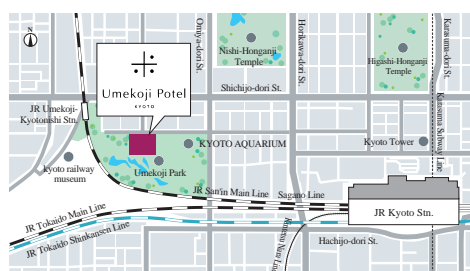 N
Omiya-dori St.
Nishi-Honganji
Temple
Horikawa-dori St.
Higashi-Honganji
Temple
Karasuma-dori St.
Karasuma Subway Line
Umekoji Potel
KYOTO
Shichijo-dori St.
JR Umekoji-
Kyotonishi Stn.
KYOTO AQUARIUM
Kyoto Tower
kyoto railway
museum
Umekoji Park
JR San'in Main Line
Sagano Line
JR Kyoto Stn.
JR Tokaido Main Line
JR Tokaido Shinkansen Line
Hachijo-dori St.